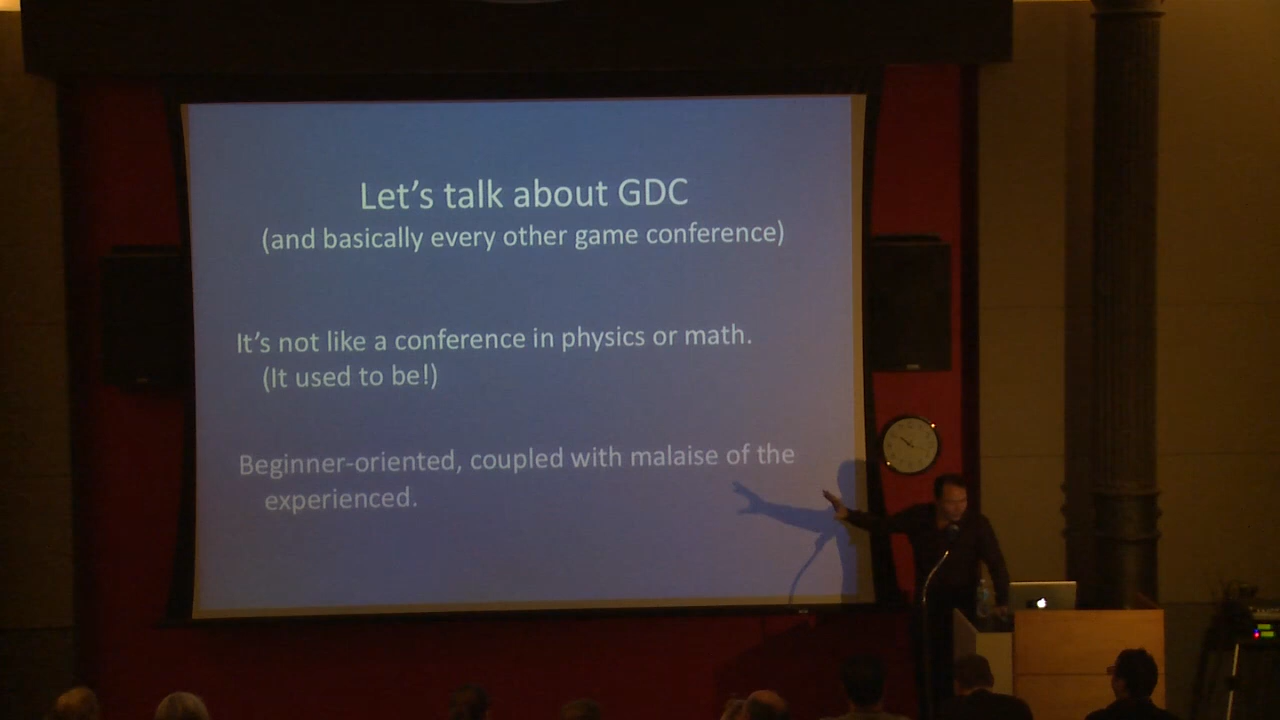 Let's talk about GDC
(and basically every other game conference)
It's not like a conference in physics or math.
(It used to be!)
Beginner-oriented, coupled with malaise of the
experienced.